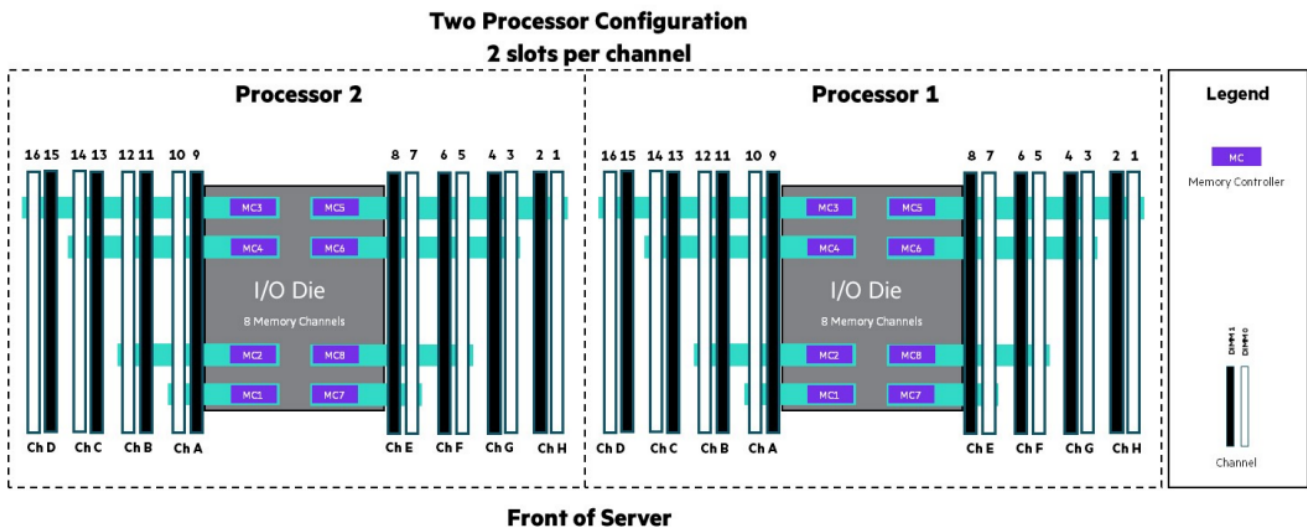 Two Processor Configuration
2 slots per channel
Processor 2
16 15 14 13 12 11 10 9 8 7 6 5 4 3 2 1
MC3 MC5
MC4 MC6
I/O Die
8 Memory Channels
MC2 MC8
MC1 MC7
Ch D Ch C Ch B Ch A Ch E Ch F Ch G Ch H
Processor 1
16 15 14 13 12 11 10 9 8 7 6 5 4 3 2 1
MC3 MC5
MC4 MC6
I/O Die
8 Memory Channels
MC2 MC8
MC1 MC7
Ch D Ch C Ch B Ch A Ch E Ch F Ch G Ch H
Legend
MC
Memory Controller
DIMM 1
DIMM 0
Channel
Front of Server